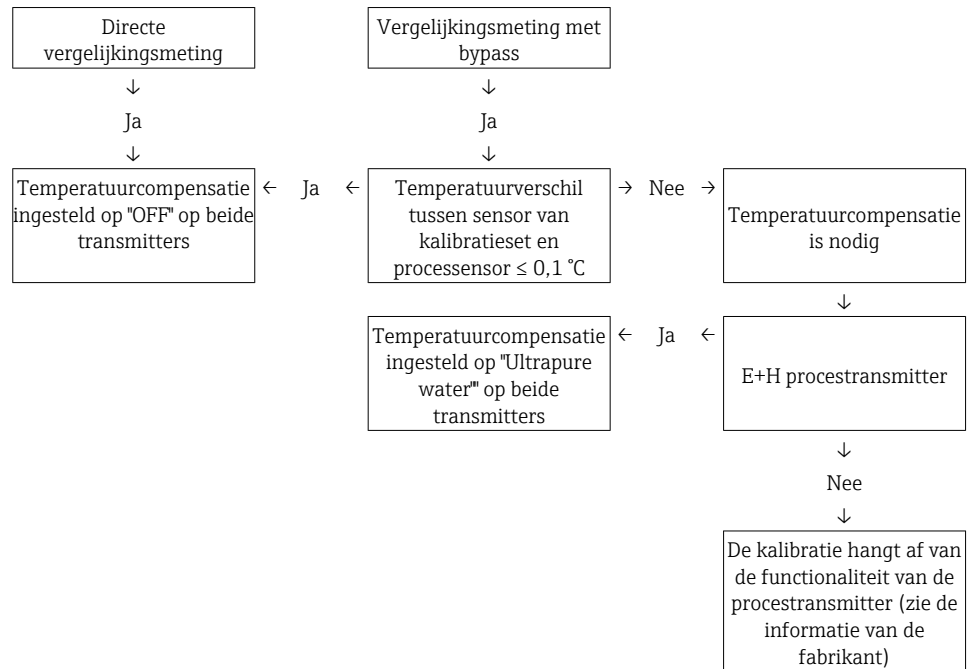 Directe
vergelijkingsmeting
Vergelijkingsmeting met
bypass
↓
↓
Ja
Ja
↓
↓
Temperatuurcompensatie
ingesteld op "OFF" op beide
transmitters
← Ja ←
Temperatuurverschil
tussen sensor van
kalibratieset en
processensor ≤ 0,1 °C
→ Nee →
Temperatuurcompensatie
is nodig
↓
Temperatuurcompensatie
ingesteld op "Ultrapure
water"" op beide
transmitters
← Ja ←
E+H procestransmitter
↓
Nee
↓
De kalibratie hangt af van
de functionaliteit van de
procestransmitter (zie de
informatie van de
fabrikant)